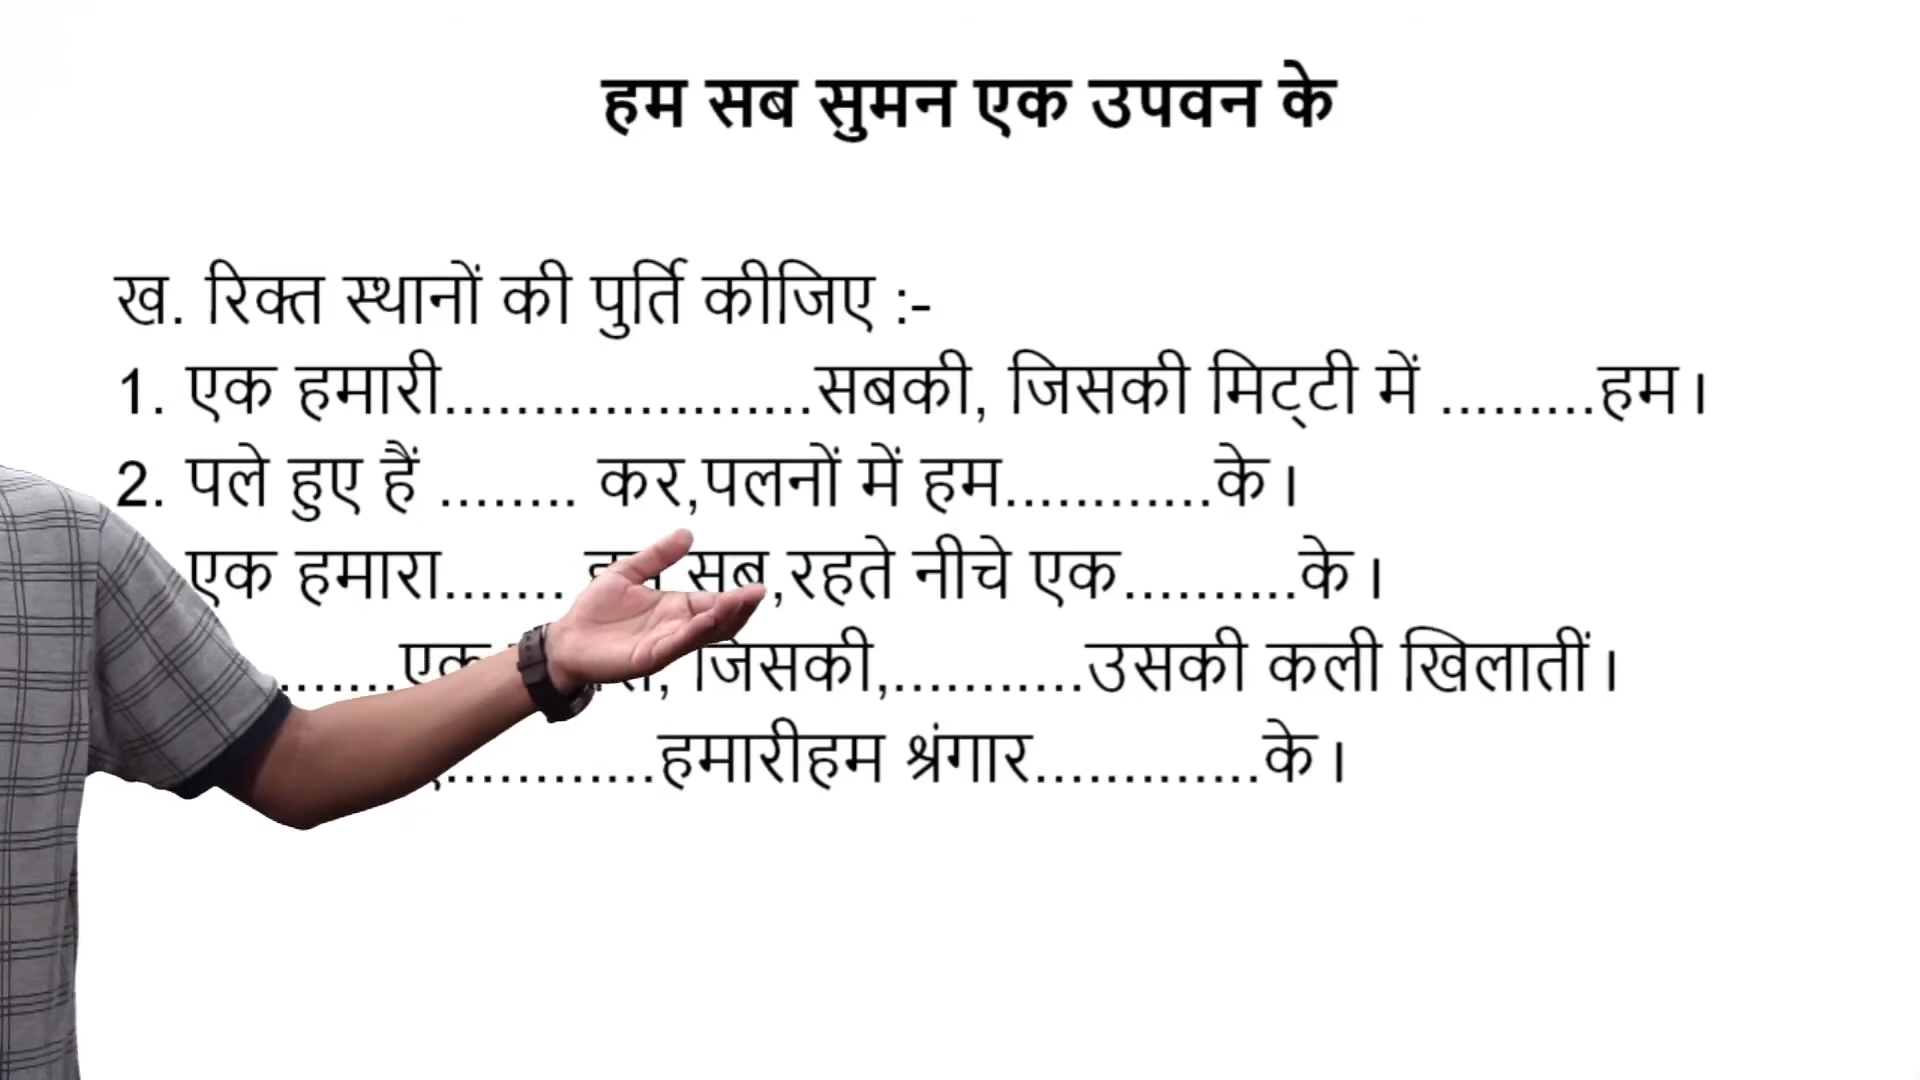 हम सब सुमन एक उपवन के
ख. रिक्त स्थानों की पुर्ति कीजिए :-
1. एक हमारी.....................सबकी, जिसकी मिट्टी में .........हम।
2. पले हुए हैं ........ कर,पलनों में हम............के।
एक हमारा....... सब,रहते नीचे एक..........के।
.......एक जिसकी,...........उसकी कली खिलातीं।
............हमारीहम श्रंगार.............के।